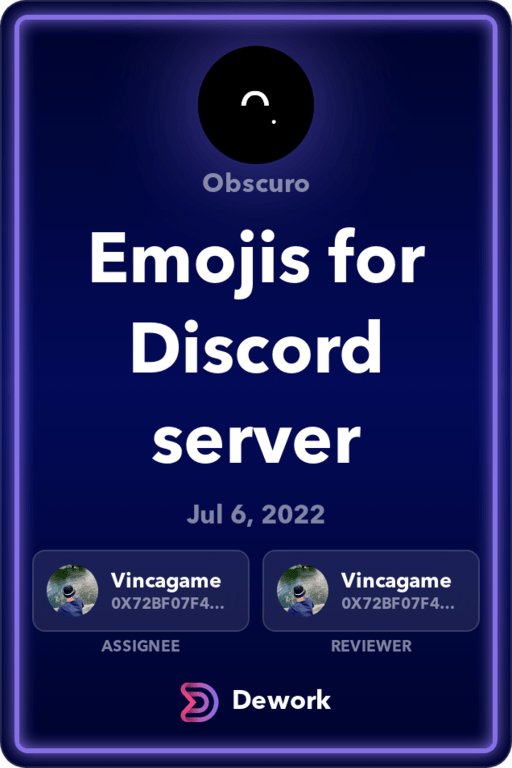 Obscuro
Emojis for
Discord
server
Jul 6, 2022
Vincagame
0X72BF07F4...
ASSIGNEE
Vincagame
0X72BF07F4...
REVIEWER
Dework